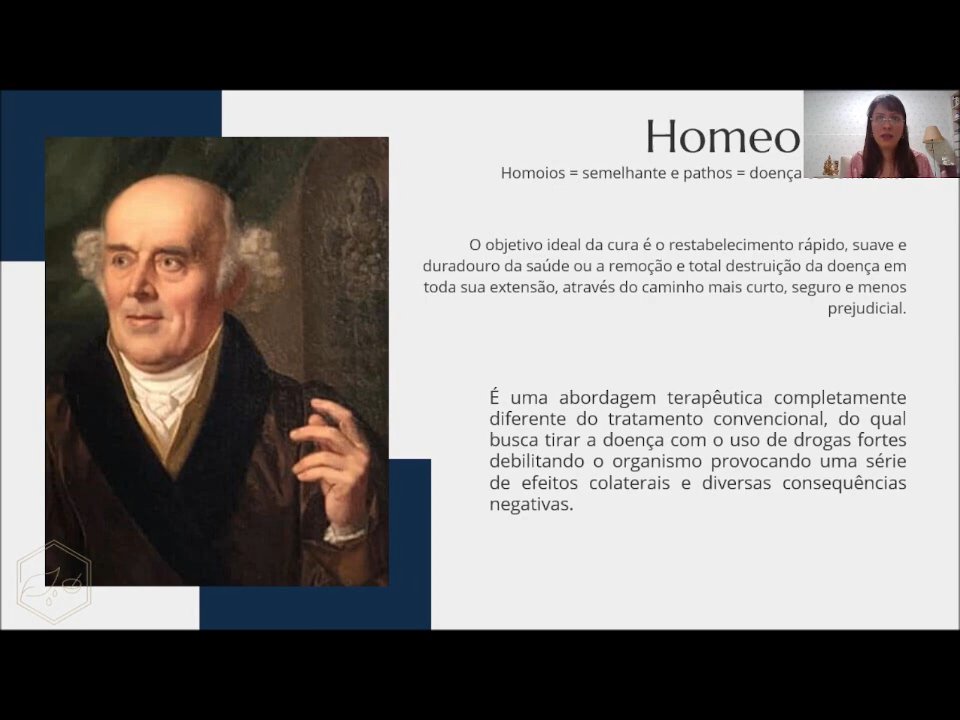 Homeo
Homoios = semelhante e pathos = doença
O objetivo ideal da cura é o restabelecimento rápido, suave e
duradouro da saúde ou a remoção e total destruição da doença em
toda sua extensão, através do caminho mais curto, seguro e menos
prejudicial.
É uma abordagem terapêutica completamente
diferente do tratamento convencional, do qual
busca tirar a doença com o uso de drogas fortes
debilitando o organismo provocando uma série
de efeitos colaterais e diversas consequências
negativas.